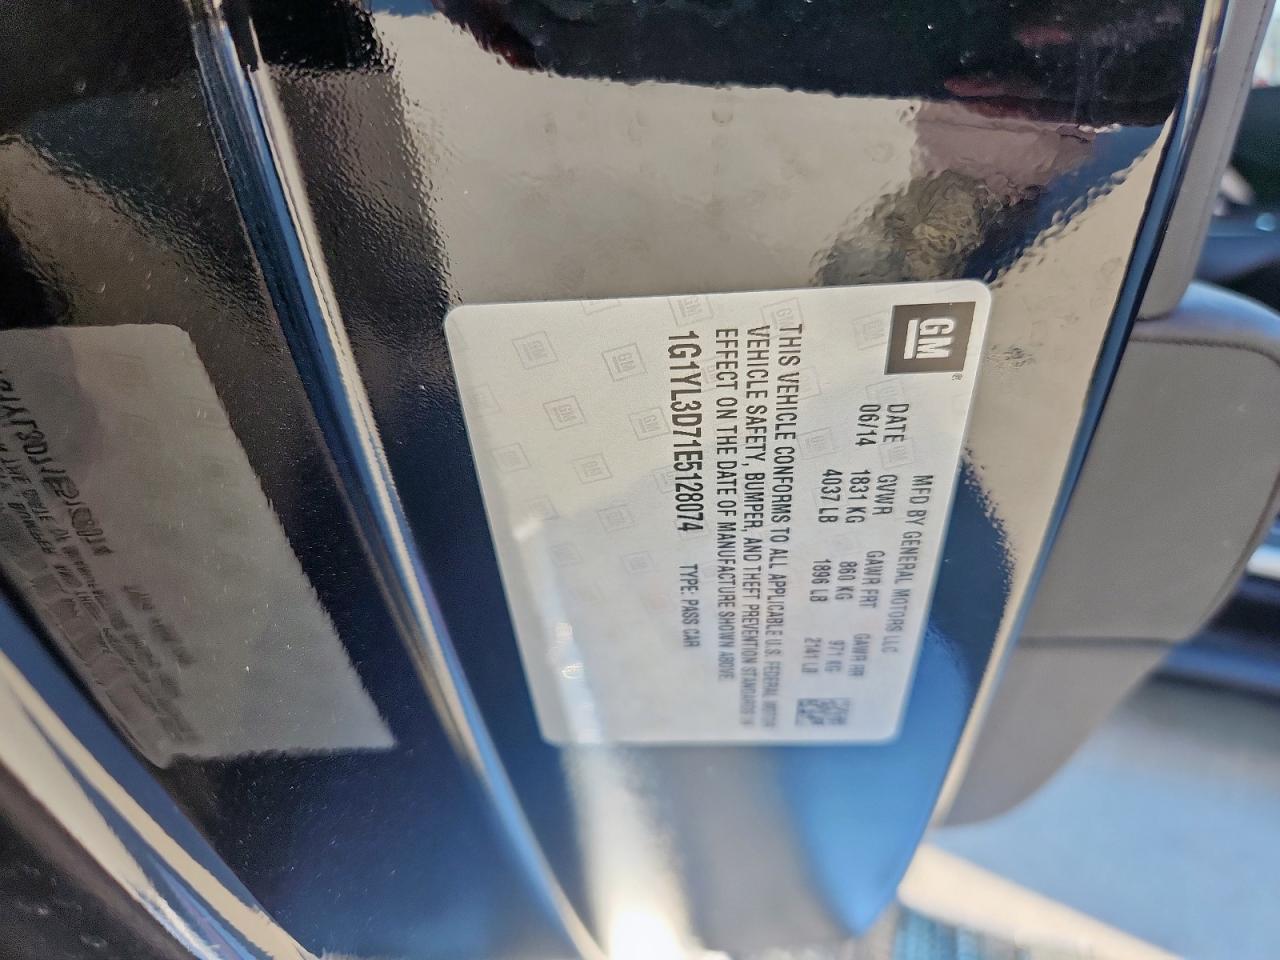 GM
MFD BY GENERAL MOTORS LLC
DATE GVWR GAWR FRT GAWR RR
06/14 1831 KG 860 KG 971 KG
4037 LB 1896 LB 2141 LB
THIS VEHICLE CONFORMS TO ALL APPLICABLE U.S. FEDERAL MOTOR
VEHICLE SAFETY, BUMPER, AND THEFT PREVENTION STANDARDS IN
EFFECT ON THE DATE OF MANUFACTURE SHOWN ABOVE.
1G1YL3D71E5128074 TYPE: PASS CAR